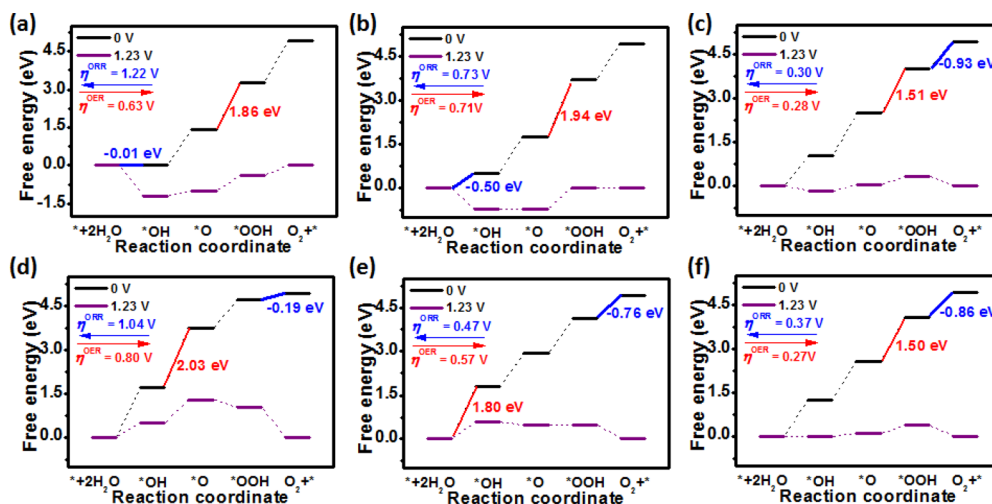 (a)
Free energy (eV)
4.5
3.0
1.5
0.0
-1.5
0 V
1.23 V
η^ORR = 1.22 V
η^OER = 0.63 V
1.86 eV
-0.01 eV
*+2H₂O *OH *O *OOH O₂+*
Reaction coordinate
(b)
Free energy (eV)
4.5
3.0
1.5
0.0
0 V
1.23 V
η^ORR = 0.73 V
η^OER = 0.71V
1.94 eV
-0.50 eV
*+2H₂O *OH *O *OOH O₂+*
Reaction coordinate
(c)
Free energy (eV)
4.5
3.0
1.5
0.0
0 V
1.23 V
η^ORR = 0.30 V
η^OER = 0.28 V
-0.93 eV
1.51 eV
*+2H₂O *OH *O *OOH O₂+*
Reaction coordinate
(d)
Free energy (eV)
4.5
3.0
1.5
0.0
0 V
1.23 V
η^ORR = 1.04 V
η^OER = 0.80 V
-0.19 eV
2.03 eV
*+2H₂O *OH *O *OOH O₂+*
Reaction coordinate
(e)
Free energy (eV)
4.5
3.0
1.5
0.0
0 V
1.23 V
η^ORR = 0.47 V
η^OER = 0.57 V
-0.76 eV
1.80 eV
*+2H₂O *OH *O *OOH O₂+*
Reaction coordinate
(f)
Free energy (eV)
4.5
3.0
1.5
0.0
0 V
1.23 V
η^ORR = 0.37 V
η^OER = 0.27V
-0.86 eV
1.50 eV
*+2H₂O *OH *O *OOH O₂+*
Reaction coordinate